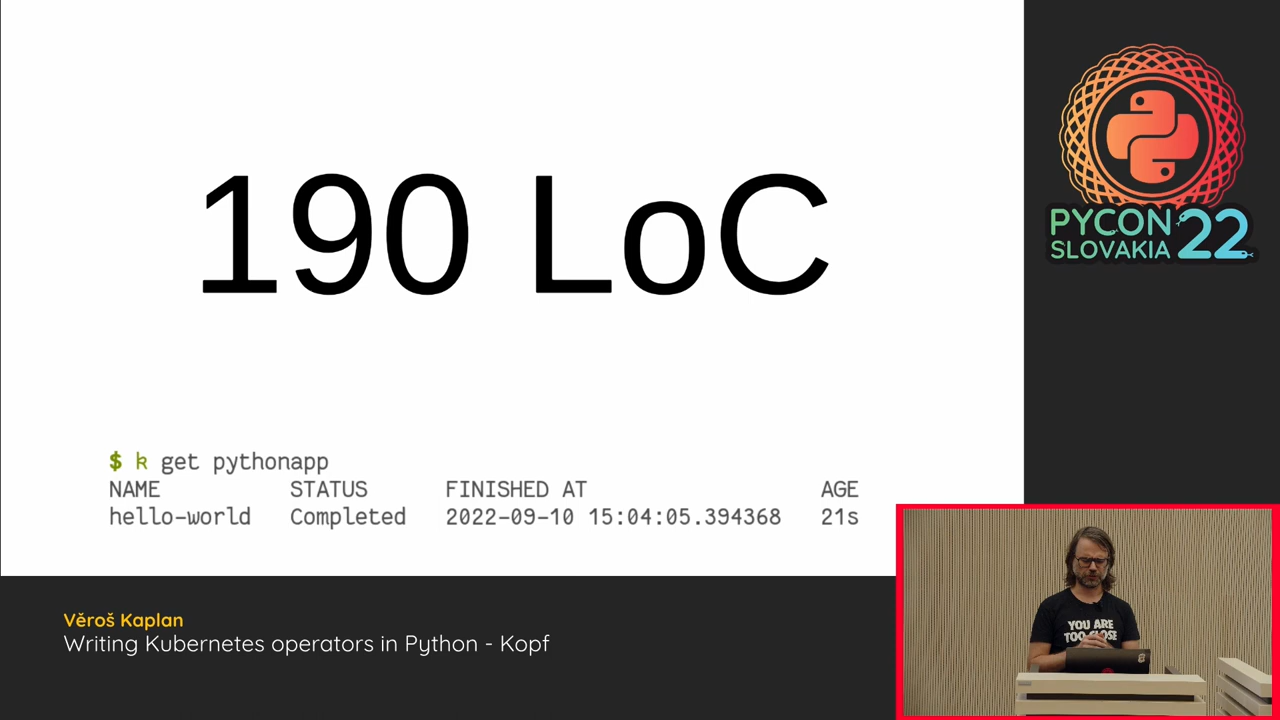 190 LoC
$ k get pythonapp
NAME STATUS FINISHED AT AGE
hello-world Completed 2022-09-10 15:04:05.394368 21s
PYCON 22
SLOVAKIA
YOU ARE
TOO CLOSE
Věroš Kaplan
Writing Kubernetes operators in Python - Kopf